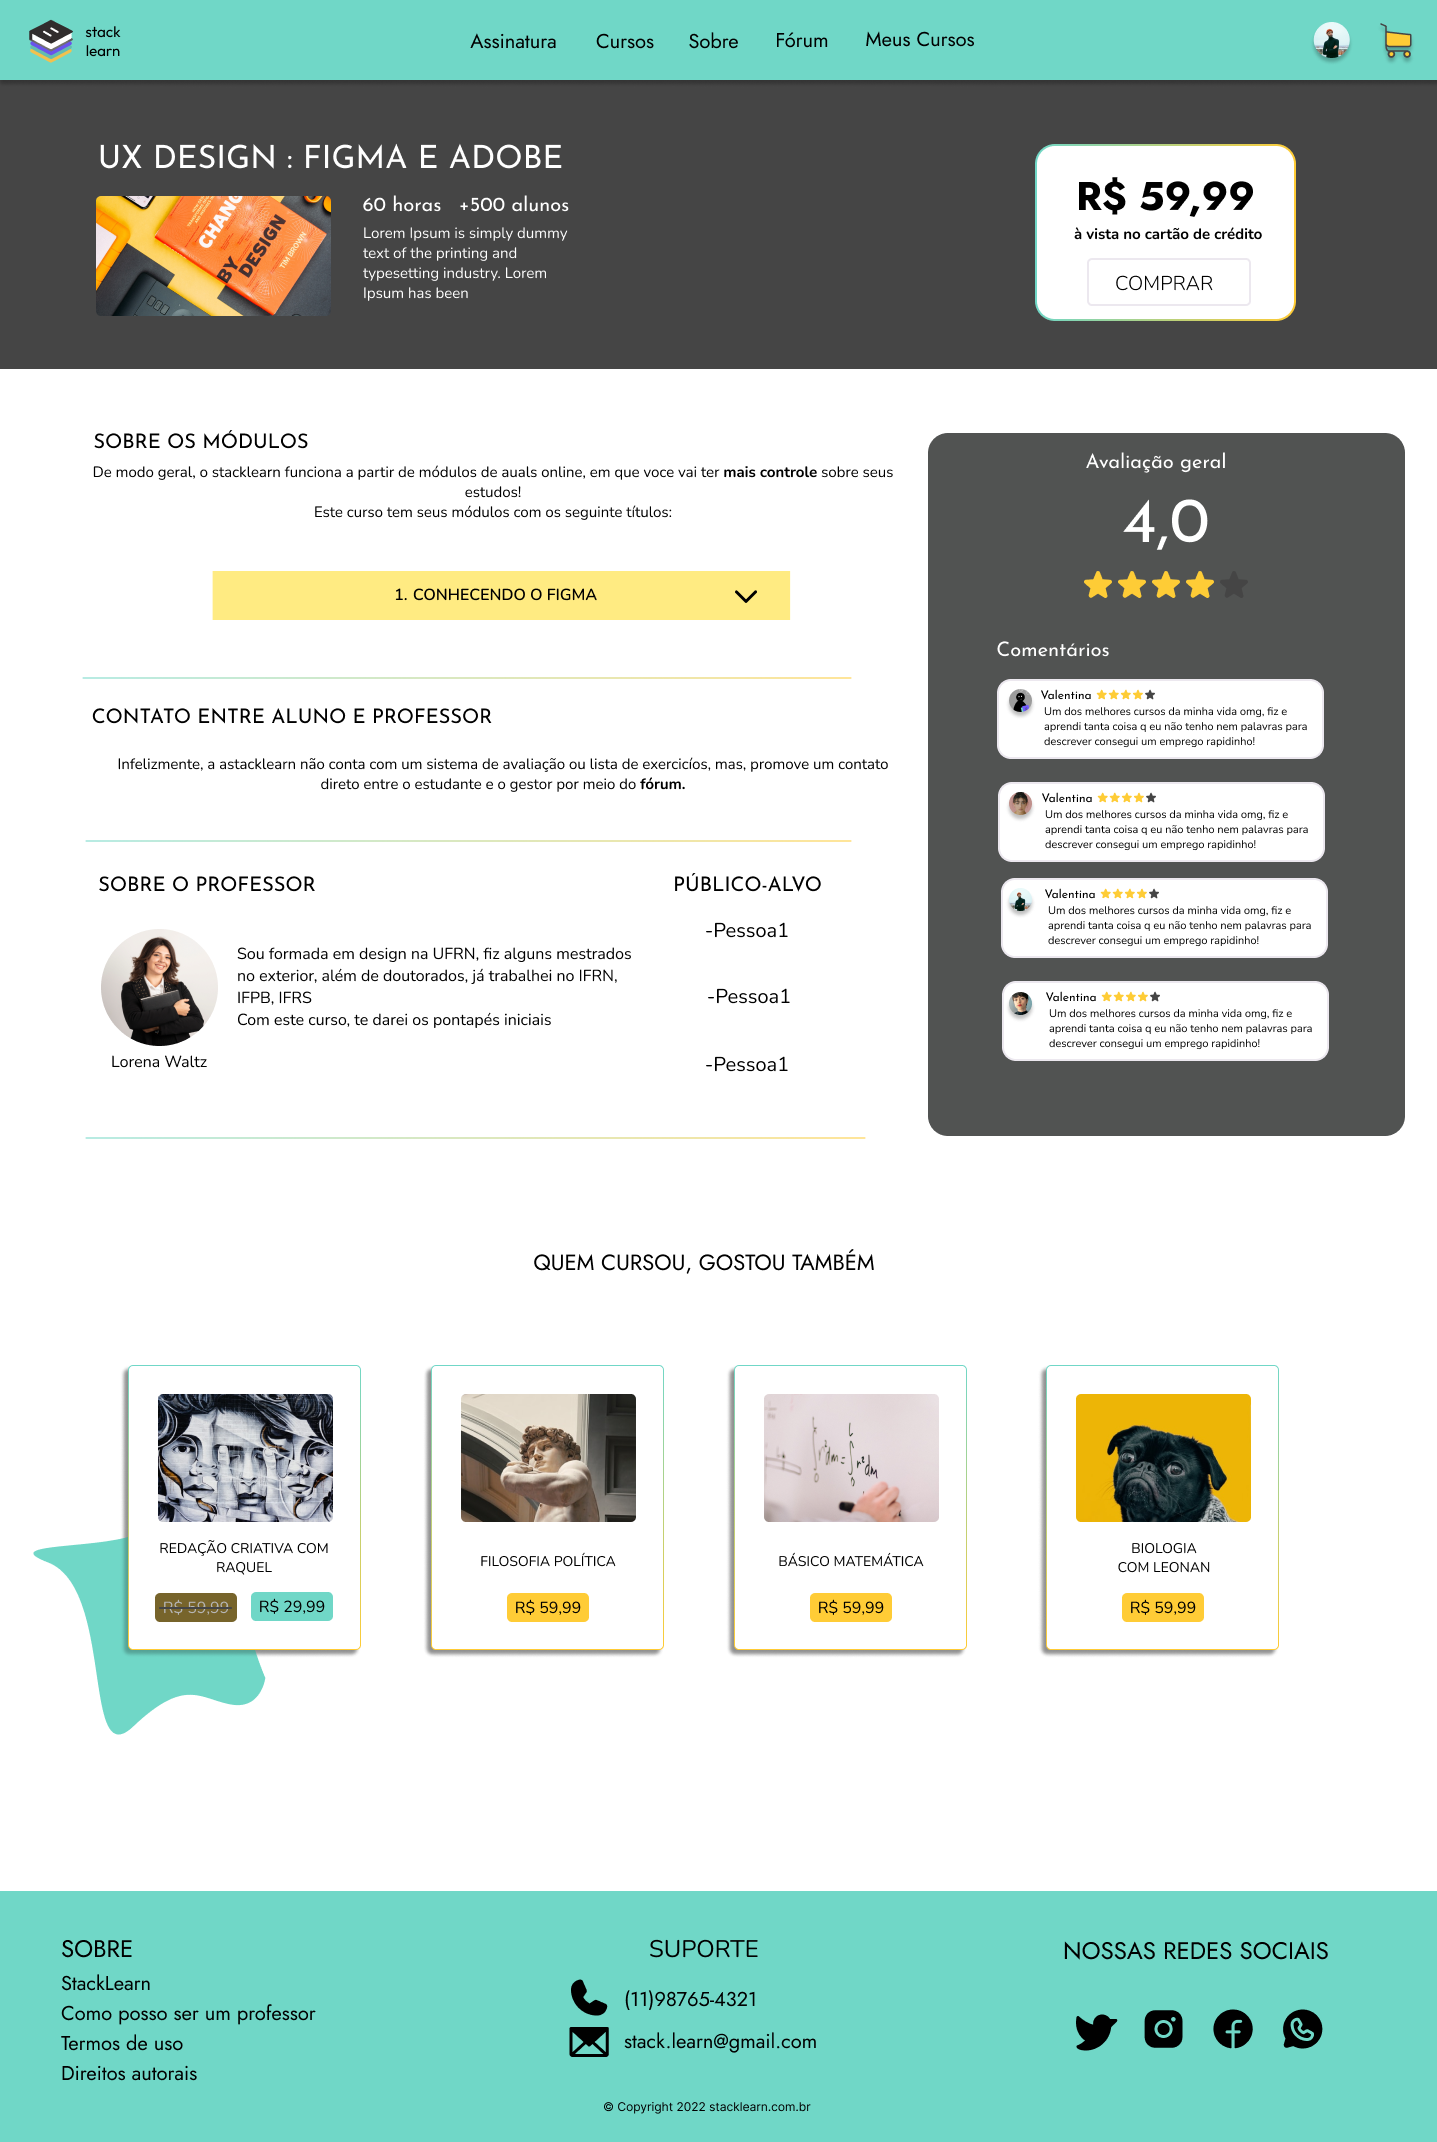 stack
learn
Assinatura
Cursos
Sobre
Fórum
Meus Cursos
UX DESIGN : FIGMA E ADOBE
CHANG
BY
DESIGN
TIM BROWN
60 horas
+500 alunos
Lorem Ipsum is simply dummy
text of the printing and
typesetting industry. Lorem
Ipsum has been
R$ 59,99
à vista no cartão de crédito
COMPRAR
SOBRE OS MÓDULOS
De modo geral, o stacklearn funciona a partir de módulos de auals online, em que voce vai ter mais controle sobre seus
estudos!
Este curso tem seus módulos com os seguinte títulos:
1. CONHECENDO O FIGMA
CONTATO ENTRE ALUNO E PROFESSOR
Infelizmente, a astacklearn não conta com um sistema de avaliação ou lista de exercicíos, mas, promove um contato
direto entre o estudante e o gestor por meio do fórum.
SOBRE O PROFESSOR
Sou formada em design na UFRN, fiz alguns mestrados
no exterior, além de doutorados, já trabalhei no IFRN,
IFPB, IFRS
Com este curso, te darei os pontapés iniciais
Lorena Waltz
PÚBLICO-ALVO
-Pessoa1
-Pessoa1
-Pessoa1
Avaliação geral
4,0
Comentários
Valentina
Um dos melhores cursos da minha vida omg, fiz e
aprendi tanta coisa q eu não tenho nem palavras para
descrever consegui um emprego rapidinho!
Valentina
Um dos melhores cursos da minha vida omg, fiz e
aprendi tanta coisa q eu não tenho nem palavras para
descrever consegui um emprego rapidinho!
Valentina
Um dos melhores cursos da minha vida omg, fiz e
aprendi tanta coisa q eu não tenho nem palavras para
descrever consegui um emprego rapidinho!
Valentina
Um dos melhores cursos da minha vida omg, fiz e
aprendi tanta coisa q eu não tenho nem palavras para
descrever consegui um emprego rapidinho!
QUEM CURSOU, GOSTOU TAMBÉM
REDAÇÃO CRIATIVA COM
RAQUEL
R$ 59,99
R$ 29,99
FILOSOFIA POLÍTICA
R$ 59,99
BÁSICO MATEMÁTICA
R$ 59,99
BIOLOGIA
COM LEONAN
R$ 59,99
SOBRE
StackLearn
Como posso ser um professor
Termos de uso
Direitos autorais
SUPORTE
(11)98765-4321
stack.learn@gmail.com
NOSSAS REDES SOCIAIS
© Copyright 2022 stacklearn.com.br